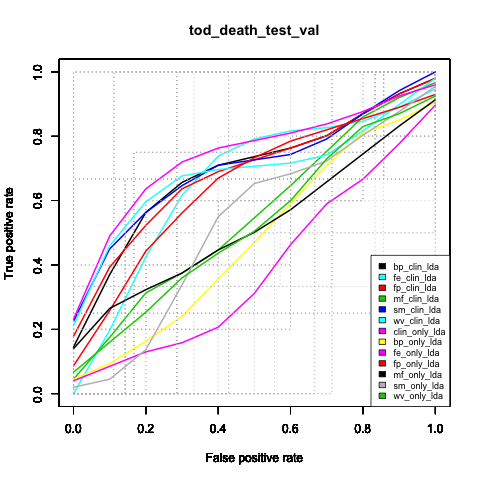 tod_death_test_val
True positive rate
1.0
0.8
0.6
0.4
0.2
0.0
0.0 0.2 0.4 0.6 0.8 1.0
False positive rate
bp_clin_lda
fe_clin_lda
fp_clin_lda
mf_clin_lda
sm_clin_lda
wv_clin_lda
clin_only_lda
bp_only_lda
fe_only_lda
fp_only_lda
mf_only_lda
sm_only_lda
wv_only_lda